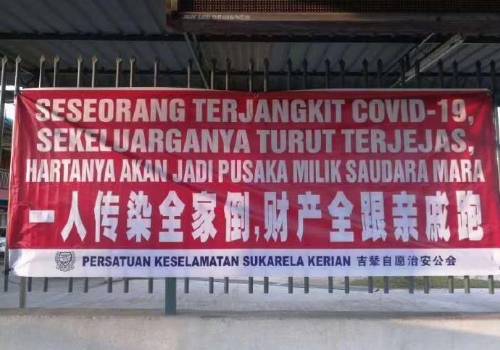 SESEORANG TERJANGKIT COVID-19,
SEKELUARGANYA TURUT TERJEJAS,
HARTANYA AKAN JADI PUSAKA MILIK SAUDARA MARA
一人传染全家倒,财产全跟亲戚跑
PERSATUAN KESELAMATAN SUKARELA KERIAN 吉辇自愿治安公会